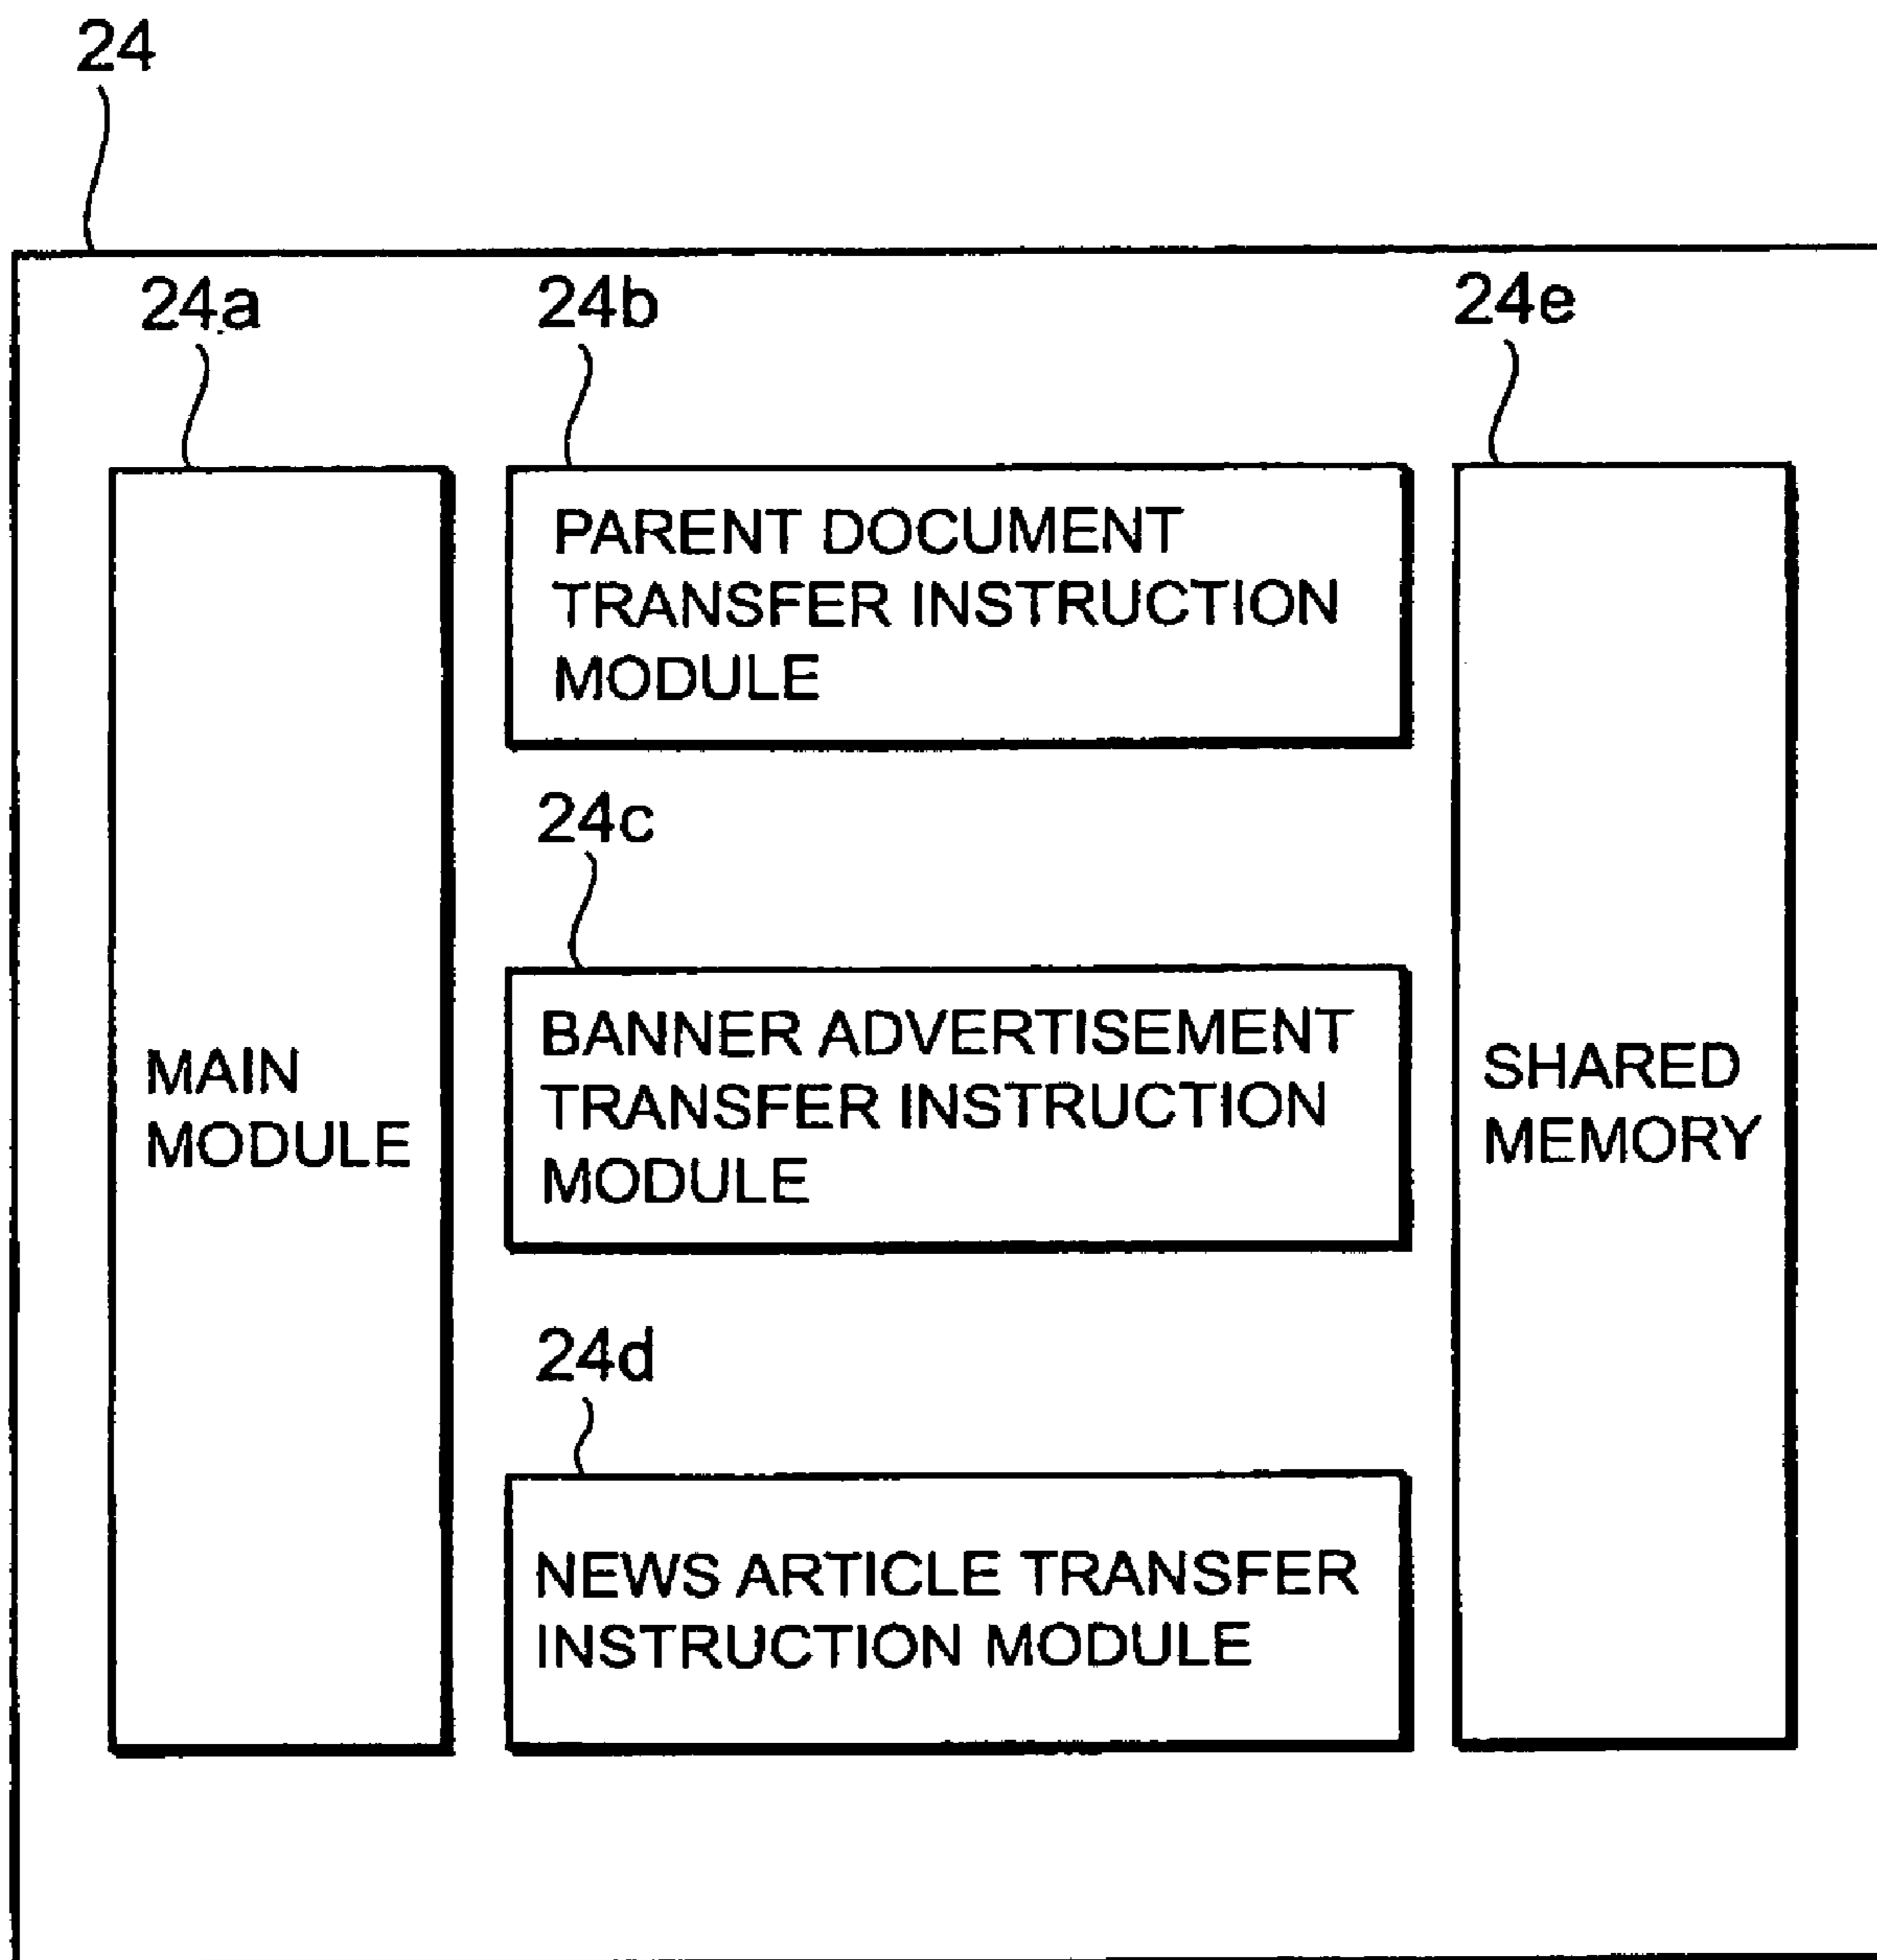 24
24a
24b
24e
PARENT DOCUMENT
TRANSFER INSTRUCTION
MODULE
24c
BANNER ADVERTISEMENT
TRANSFER INSTRUCTION
MODULE
MAIN
MODULE
SHARED
MEMORY
24d
NEWS ARTICLE TRANSFER
INSTRUCTION MODULE